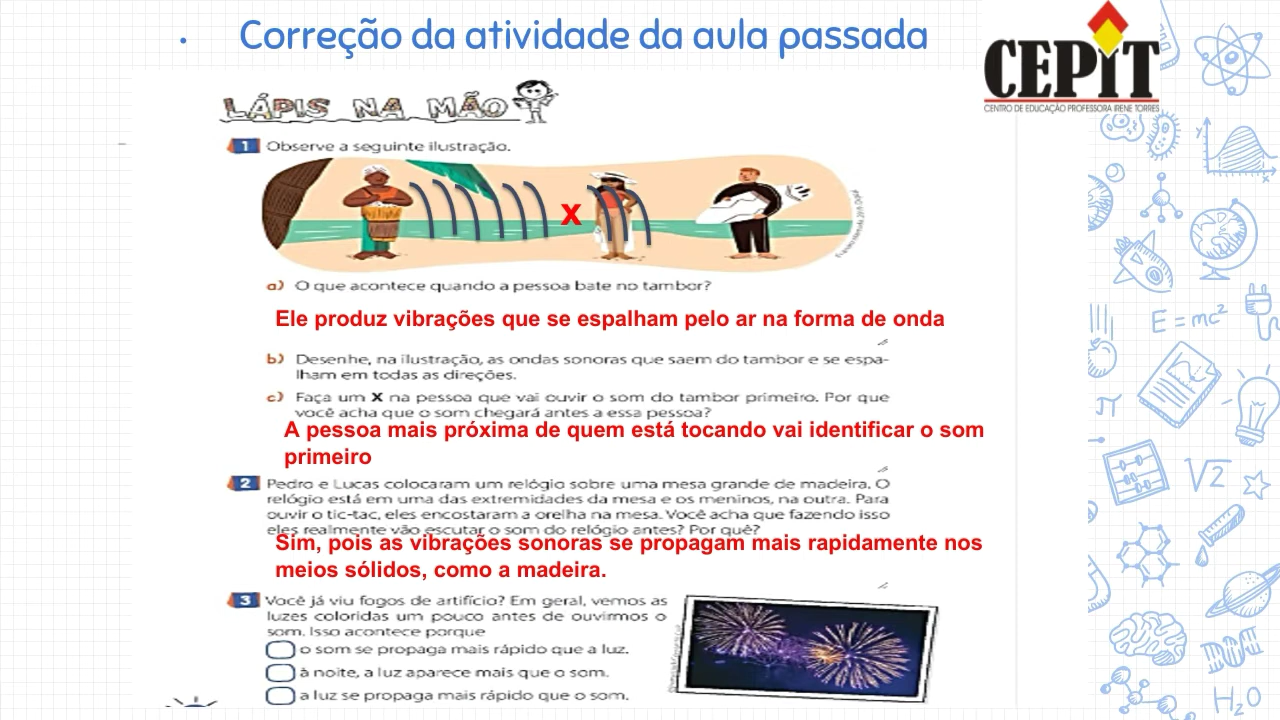 • Correção da atividade da aula passada
CEPIT
CENTRO DE EDUCAÇÃO PROFESSORA IRENE TORRES
LÁPIS NA MÃO
1 Observe a seguinte ilustração.
X
a) O que acontece quando a pessoa bate no tambor?
Ele produz vibrações que se espalham pelo ar na forma de onda
b) Desenhe, na ilustração, as ondas sonoras que saem do tambor e se espa-
lham em todas as direções.
c) Faça um X na pessoa que vai ouvir o som do tambor primeiro. Por que
você acha que o som chegará antes a essa pessoa?
A pessoa mais próxima de quem está tocando vai identificar o som
primeiro
2 Pedro e Lucas colocaram um relógio sobre uma mesa grande de madeira. O
relógio está em uma das extremidades da mesa e os meninos, na outra. Para
ouvir o tic-tac, eles encostaram a orelha na mesa. Você acha que fazendo isso
eles realmente vão escutar o som do relógio antes? Por quê?
Sim, pois as vibrações sonoras se propagam mais rapidamente nos
meios sólidos, como a madeira.
3 Você já viu fogos de artifício? Em geral, vemos as
luzes coloridas um pouco antes de ouvirmos o
som. Isso acontece porque
o som se propaga mais rápido que a luz.
à noite, a luz aparece mais que o som.
a luz se propaga mais rápido que o som.
y
x
E=mc²
π
√2
H₂O